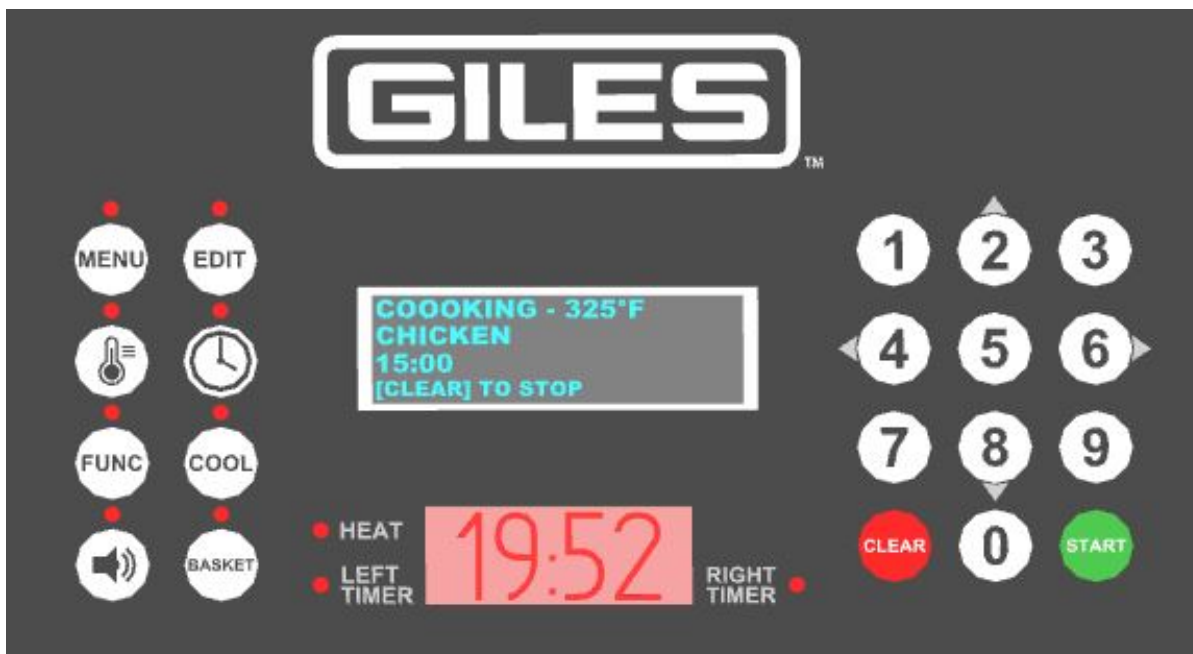 GILES
TM
MENU
EDIT
FUNC
COOL
BASKET
COOOKING - 325°F
CHICKEN
15:00
[CLEAR] TO STOP
HEAT
LEFT
TIMER
19:52
RIGHT
TIMER
1 2 3
4 5 6
7 8 9
CLEAR 0 START